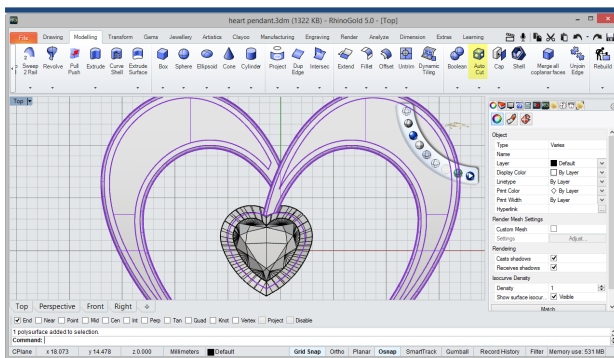 heart pendant.3dm (1322 KB) - RhinoGold 5.0 - [Top]
File Drawing Modelling Transform Gems Jewellery Artistics Clayoo Manufacturing Engraving Render Analyze Dimension Extras Learning
Sweep 2 Rail Revolve Pull Push Extrude Curve Shell Extrude Surface Box Sphere Ellipsoid Cone Cylinder Project Dup Edge Intersec Extend Fillet Offset Untrim Dynamic Tiling Boolean Auto Cut Cap Shell Merge all coplanar faces Unjoin Edge Rebuild
Top
Object
Type Varies
Name
Layer Default
Display Color By Layer
Linetype By Layer
Print Color By Layer
Print Width By Layer
Hyperlink
Render Mesh Settings
Custom Mesh
Settings Adjust...
Rendering
Casts shadows
Receives shadows
Isocurve Density
Density 1
Show surface isocur... Visible
Match
Top Perspective Front Right
End Near Point Mid Cen Int Perp Tan Quad Knot Vertex Project Disable
1 polysurface added to selection.
Command:
CPlane x 18.073 y 14.478 z 0.000 Millimeters Default Grid Snap Ortho Planar Osnap SmartTrack Gumball Record History Filter Memory use: 531 MB